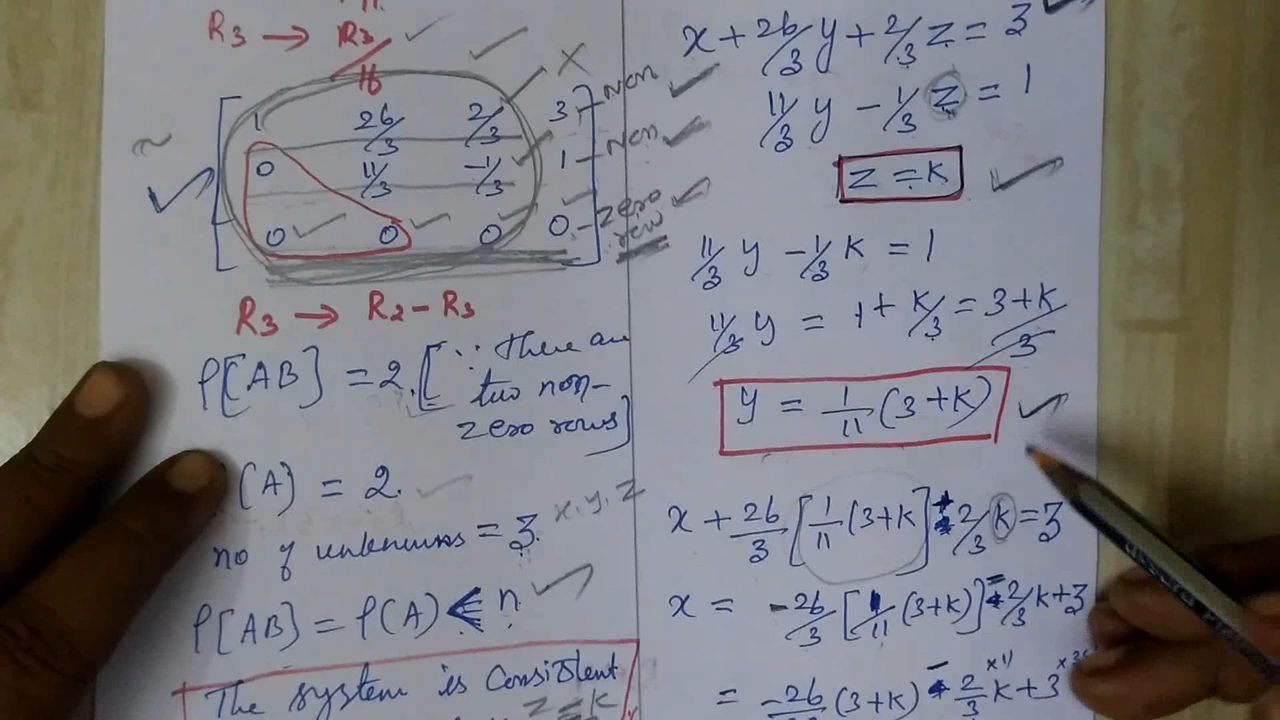 R3 → R3/16
~ [ 1 26/3 2/3 3 ] Non
0 11/3 -1/3 1 Non
0 0 0 0 zero row
R3 → R2 - R3
ρ[AB] = 2. [∵ There are
two non-
zero rows]
(A) = 2.
no of unknowns = 3. x, y, z
ρ[AB] = ρ(A) < n
The system is consistent
z = k
x + 26/3 y + 2/3 z = 3
11/3 y - 1/3 z = 1
z = k
11/3 y - 1/3 k = 1
11/3 y = 1 + k/3 = 3+k/3
y = 1/11 (3+k)
x + 26/3 [1/11 (3+k)] + 2/3 k = 3
x = -26/3 [1/11 (3+k)] - 2/3 k + 3
= -26/33 (3+k) - 2/3 k + 3